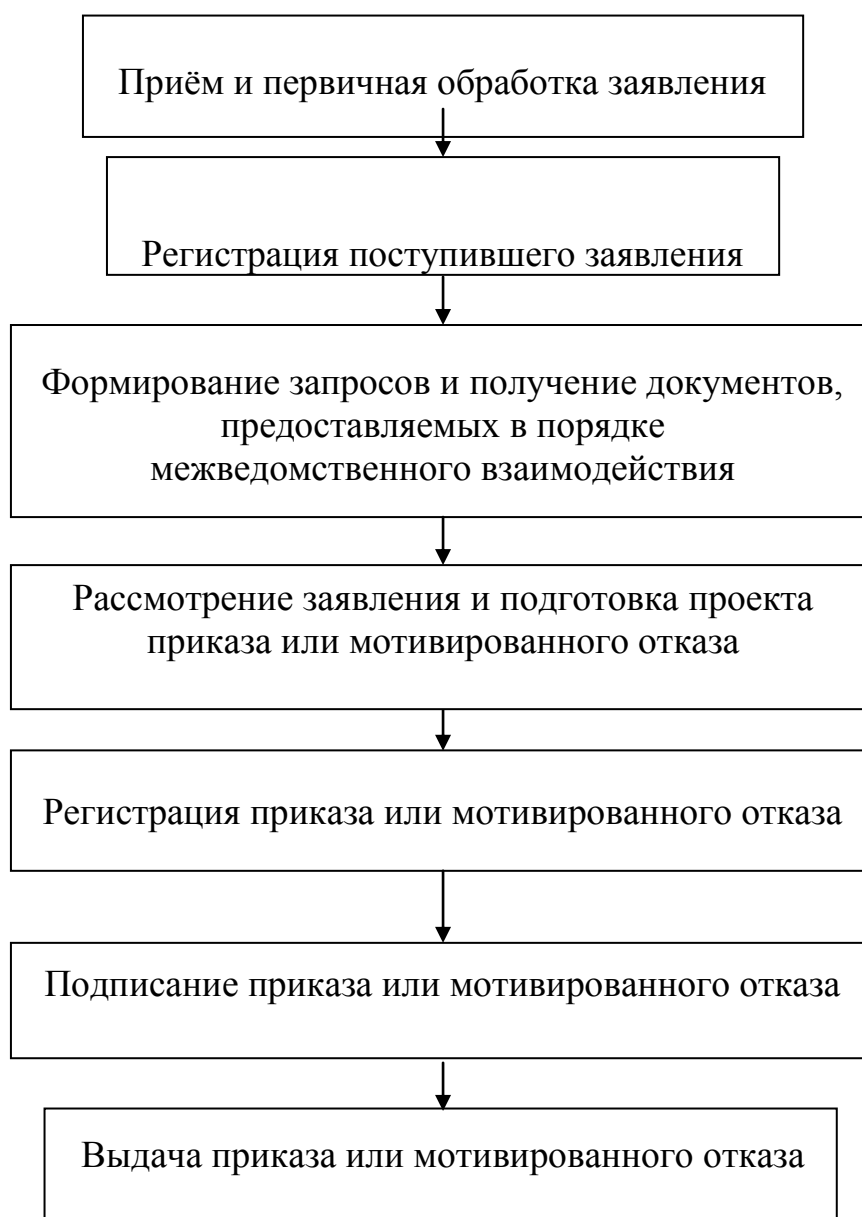 Приём и первичная обработка заявления
Регистрация поступившего заявления
Формирование запросов и получение документов,
предоставляемых в порядке
межведомственного взаимодействия
Рассмотрение заявления и подготовка проекта
приказа или мотивированного отказа
Регистрация приказа или мотивированного отказа
Подписание приказа или мотивированного отказа
Выдача приказа или мотивированного отказа